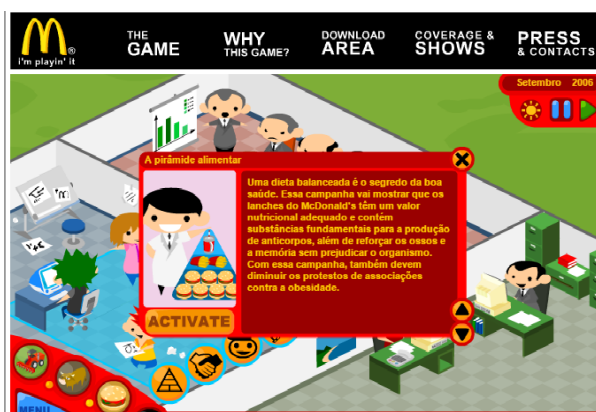 THE
GAME
WHY
THIS GAME?
DOWNLOAD
AREA
COVERAGE &
SHOWS
PRESS
& CONTACTS
i'm playin' it
Setembro 2006
A pirâmide alimentar
Uma dieta balanceada é o segredo da boa
saúde. Essa campanha vai mostrar que os
lanches do McDonald's têm um valor
nutricional adequado e contém
substâncias fundamentais para a produção
de anticorpos, além de reforçar os ossos e
a memória sem prejudicar o organismo.
Com essa campanha, também devem
diminuir os protestos de associações
contra a obesidade.
ACTIVATE
MENU